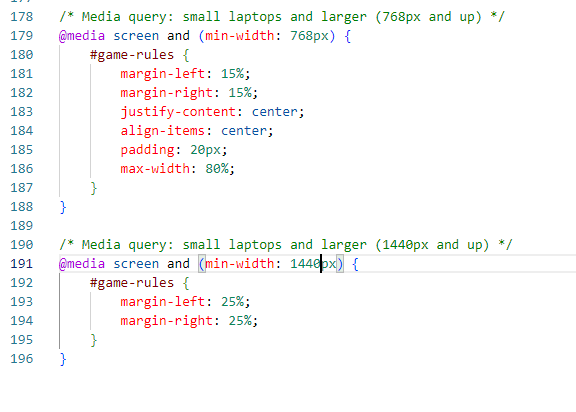 178 /* Media query: small laptops and larger (768px and up) */
179 @media screen and (min-width: 768px) {
180 #game-rules {
181 margin-left: 15%;
182 margin-right: 15%;
183 justify-content: center;
184 align-items: center;
185 padding: 20px;
186 max-width: 80%;
187 }
188 }
189
190 /* Media query: small laptops and larger (1440px and up) */
191 @media screen and (min-width: 1440px) {
192 #game-rules {
193 margin-left: 25%;
194 margin-right: 25%;
195 }
196 }